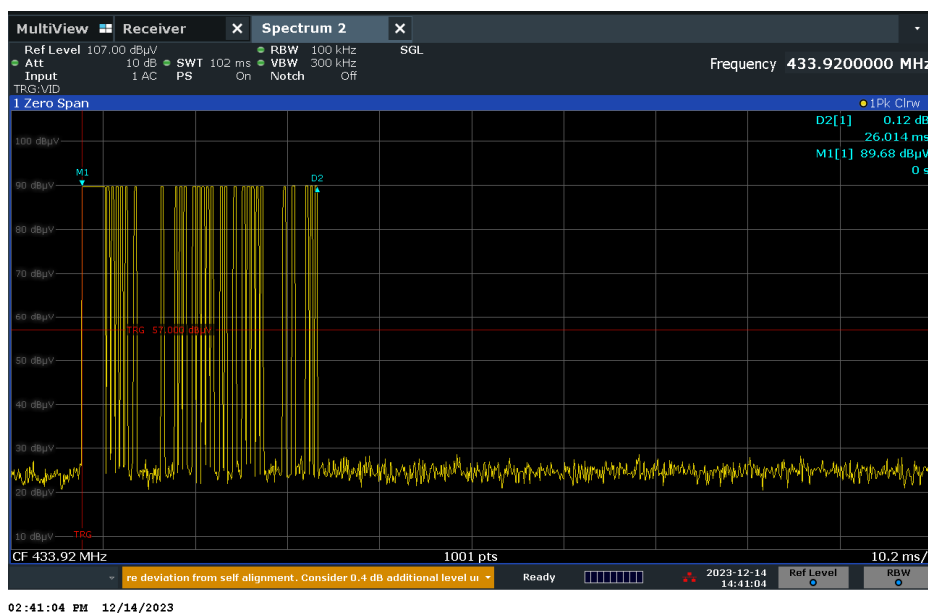 MultiView Receiver X Spectrum 2 X
Ref Level 107.00 dBµV RBW 100 kHz SGL
Att 10 dB SWT 102 ms VBW 300 kHz
Input 1 AC PS On Notch Off
Frequency 433.9200000 MHz
TRG:VID
1 Zero Span 1Pk Clrw
D2[1] 0.12 dB
26.014 ms
M1[1] 89.68 dBµV
0 s
100 dBµV
M1
D2
90 dBµV
80 dBµV
70 dBµV
60 dBµV
TRG 57.000 dBµV
50 dBµV
40 dBµV
30 dBµV
20 dBµV
10 dBµV
TRG
CF 433.92 MHz 1001 pts 10.2 ms/
re deviation from self alignment. Consider 0.4 dB additional level Ready 2023-12-14 Ref Level RBW
14:41:04
02:41:04 PM 12/14/2023